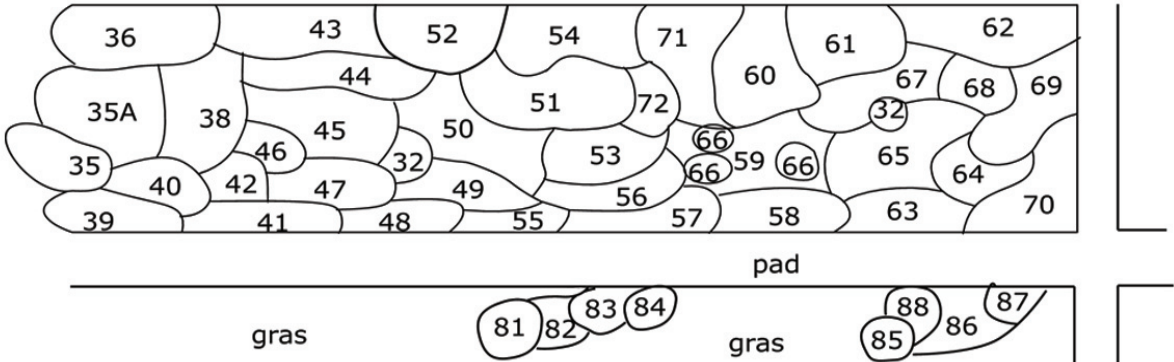 36 43 52 54 71 61 62
44 60 67 68 69
35A 38 45 50 51 72 32
46 32 53 66 59 66 65
35 40 42 47 49 56 66 64
39 41 48 55 57 58 63 70
pad
81 82 83 84 88 86 87
gras gras 85